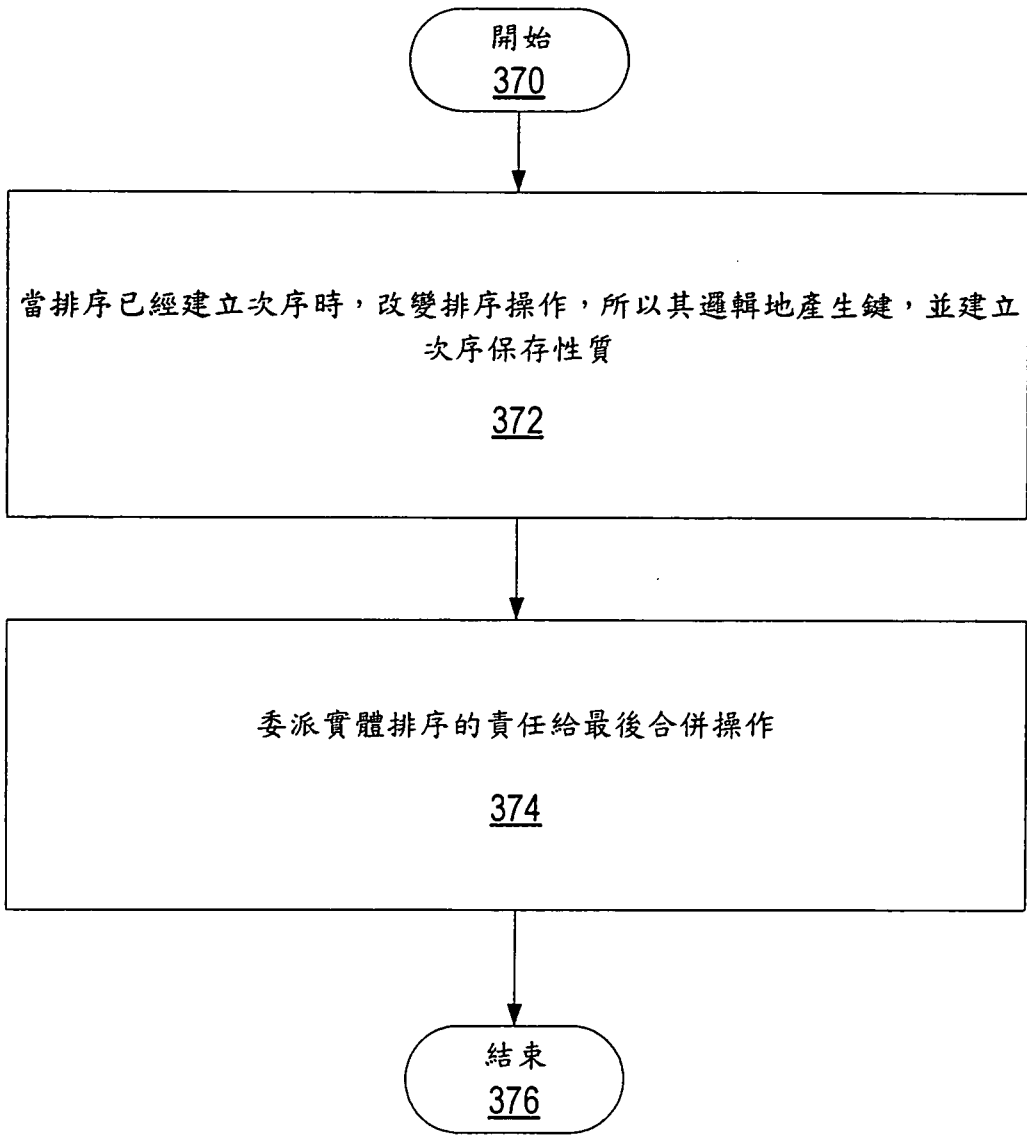 開始
370
當排序已經建立次序時，改變排序操作，所以其邏輯地產生鍵，並建立
次序保存性質
372
委派實體排序的責任給最後合併操作
374
結束
376